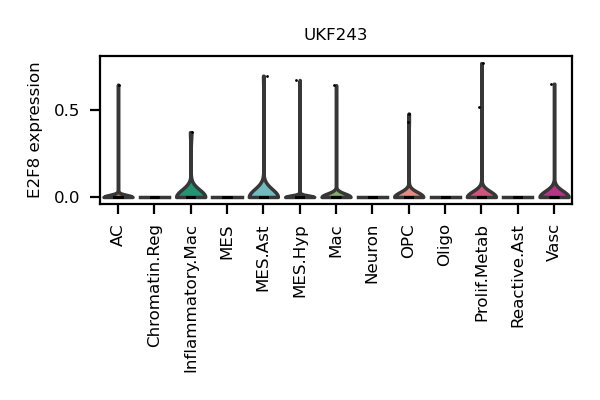 UKF243
E2F8 expression
0.5
0.0
AC
Chromatin.Reg
Inflammatory.Mac
MES
MES.Ast
MES.Hyp
Mac
Neuron
OPC
Oligo
Prolif.Metab
Reactive.Ast
Vasc